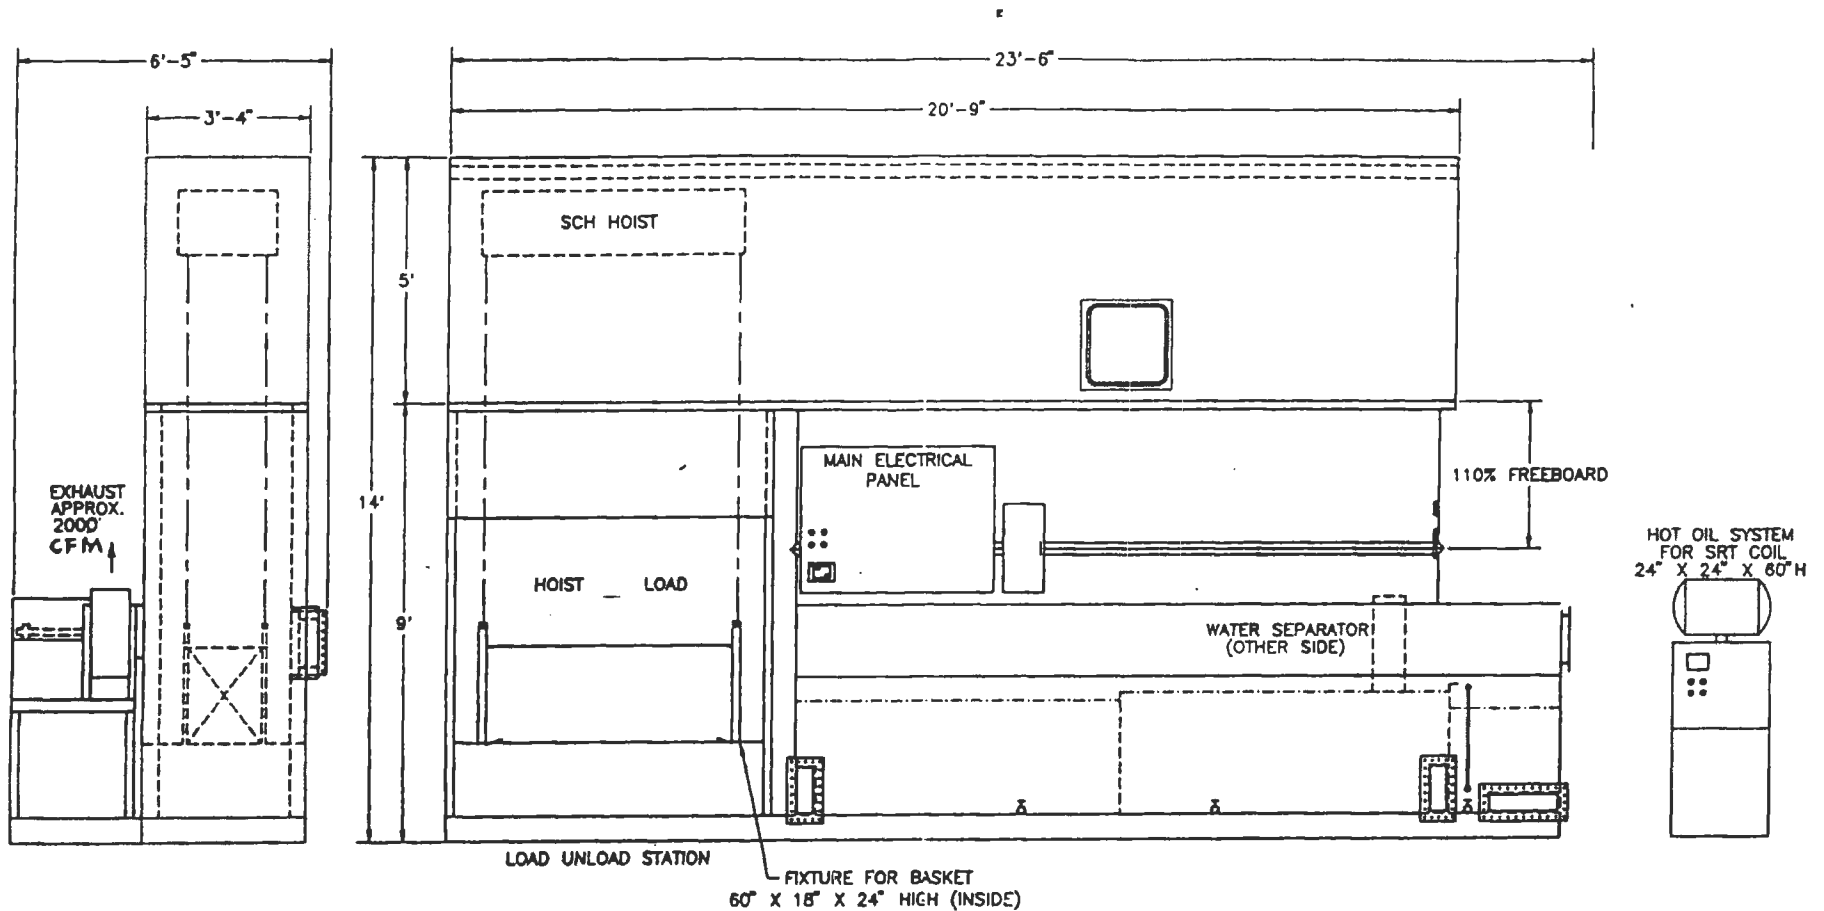 6'-5"
23'-6"
3'-4"
20'-9"
SCH HOIST
5'
MAIN ELECTRICAL
PANEL
110% FREEBOARD
14'
EXHAUST
APPROX.
2000
CFM
HOT OIL SYSTEM
FOR SRT COIL
24" X 24" X 60"H
HOIST LOAD
9'
WATER SEPARATOR
(OTHER SIDE)
LOAD UNLOAD STATION
FIXTURE FOR BASKET
60" X 18" X 24" HIGH (INSIDE)